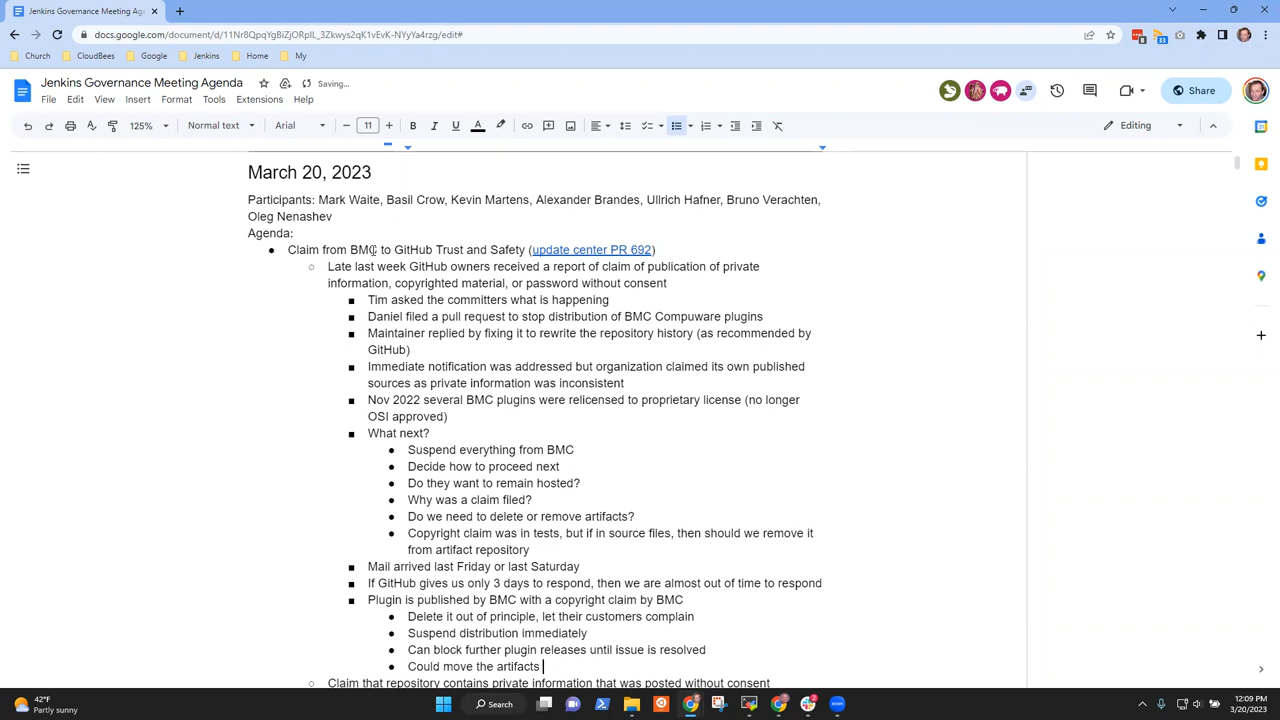 Jenkins Governance Meeting Agenda
docs.google.com/document/d/11Nr8QpqYgBiZjORpIL_3Zkwys2qK1vEvK-NYyYa4rzg/edit#
Church CloudBees Google Jenkins Home My
Jenkins Governance Meeting Agenda Saving...
File Edit View Insert Format Tools Extensions Help
Share
125% Normal text Arial 11 B I U A Editing
March 20, 2023
Participants: Mark Waite, Basil Crow, Kevin Martens, Alexander Brandes, Ullrich Hafner, Bruno Verachten,
Oleg Nenashev
Agenda:
● Claim from BMC to GitHub Trust and Safety (update center PR 692)
○ Late last week GitHub owners received a report of claim of publication of private
information, copyrighted material, or password without consent
■ Tim asked the committers what is happening
■ Daniel filed a pull request to stop distribution of BMC Compuware plugins
■ Maintainer replied by fixing it to rewrite the repository history (as recommended by
GitHub)
■ Immediate notification was addressed but organization claimed its own published
sources as private information was inconsistent
■ Nov 2022 several BMC plugins were relicensed to proprietary license (no longer
OSI approved)
■ What next?
● Suspend everything from BMC
● Decide how to proceed next
● Do they want to remain hosted?
● Why was a claim filed?
● Do we need to delete or remove artifacts?
● Copyright claim was in tests, but if in source files, then should we remove it
from artifact repository
■ Mail arrived last Friday or last Saturday
■ If GitHub gives us only 3 days to respond, then we are almost out of time to respond
■ Plugin is published by BMC with a copyright claim by BMC
● Delete it out of principle, let their customers complain
● Suspend distribution immediately
● Can block further plugin releases until issue is resolved
● Could move the artifacts
○ Claim that repository contains private information that was posted without consent
42°F
Partly sunny
Search
12:09 PM
3/20/2023